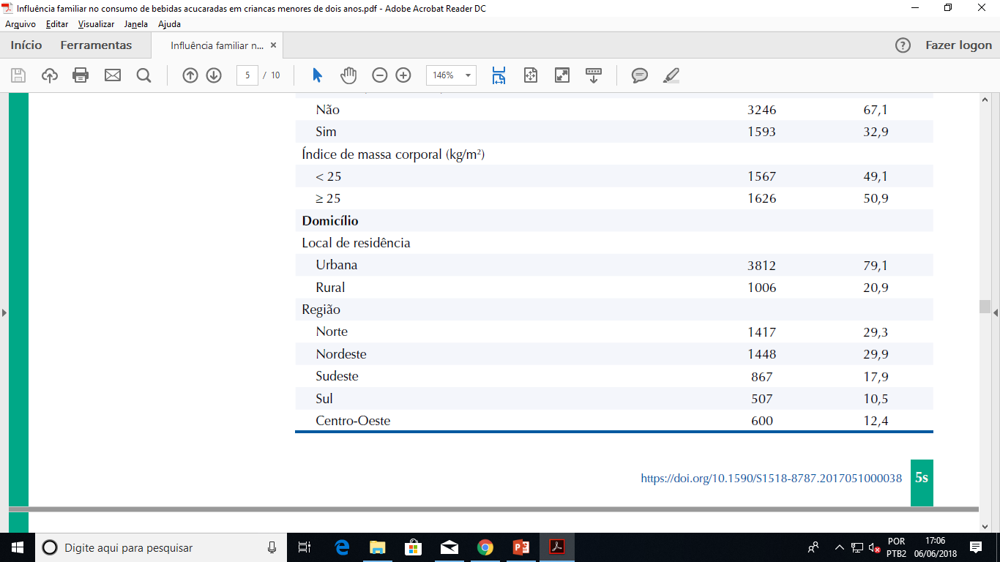 Influência familiar no consumo de bebidas acucaradas em criancas menores de dois anos.pdf - Adobe Acrobat Reader DC
Arquivo Editar Visualizar Janela Ajuda
Início Ferramentas Influência familiar n... × ? Fazer logon
5 / 10 146%
Não 3246 67,1
Sim 1593 32,9
Índice de massa corporal (kg/m²)
< 25 1567 49,1
≥ 25 1626 50,9
Domicílio
Local de residência
Urbana 3812 79,1
Rural 1006 20,9
Região
Norte 1417 29,3
Nordeste 1448 29,9
Sudeste 867 17,9
Sul 507 10,5
Centro-Oeste 600 12,4
https://doi.org/10.1590/S1518-8787.2017051000038 5s
Digite aqui para pesquisar
POR
PTB2
17:06
06/06/2018